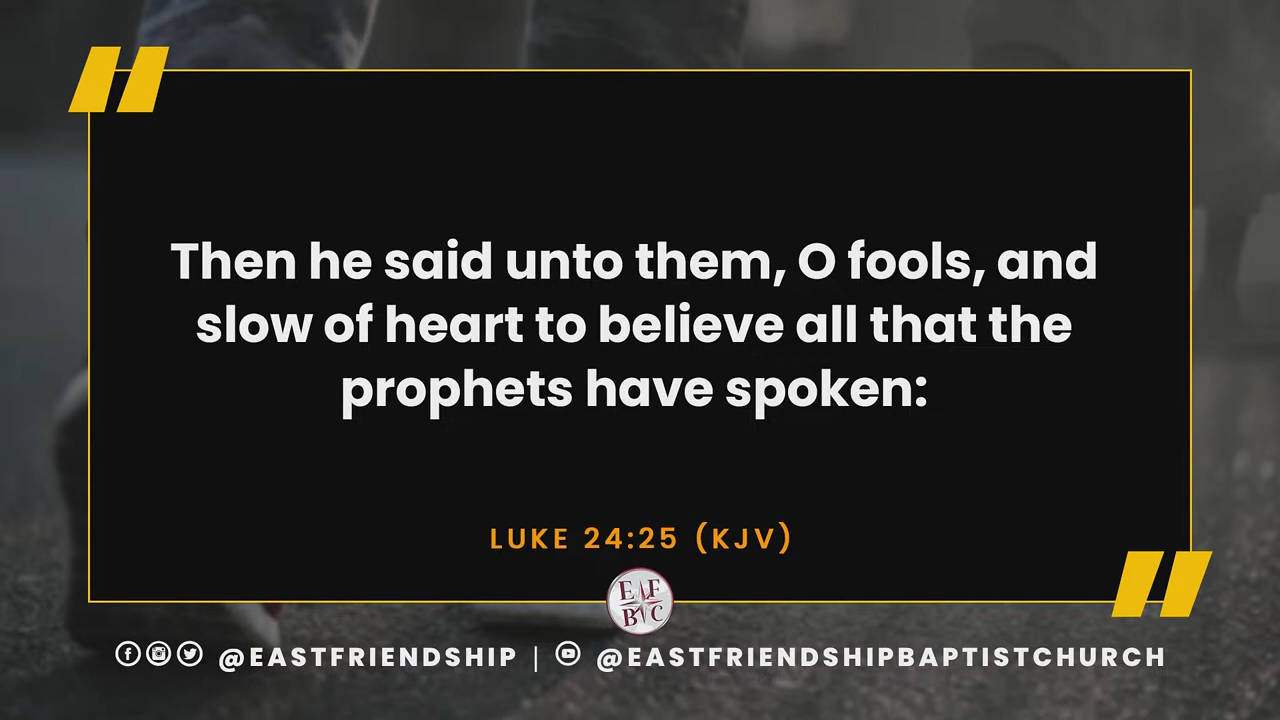 Then he said unto them, O fools, and
slow of heart to believe all that the
prophets have spoken:
LUKE 24:25 (KJV)
E F
B C
@EASTFRIENDSHIP | @EASTFRIENDSHIPBAPTISTCHURCH